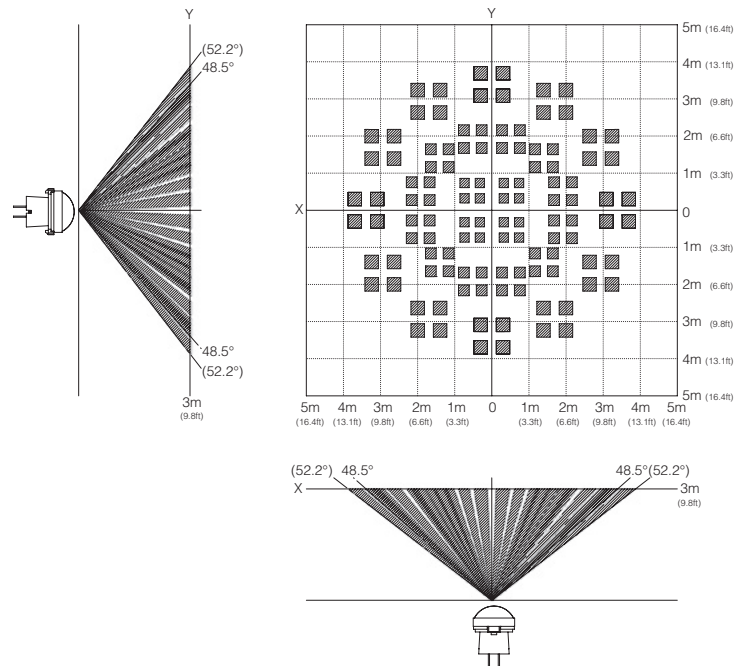 Y
(52.2°)
48.5°
48.5°
(52.2°)
3m
(9.8ft)
Y
5m (16.4ft)
4m (13.1ft)
3m (9.8ft)
2m (6.6ft)
1m (3.3ft)
X 0
1m (3.3ft)
2m (6.6ft)
3m (9.8ft)
4m (13.1ft)
5m (16.4ft)
5m 4m 3m 2m 1m 0 1m 2m 3m 4m 5m
(16.4ft) (13.1ft) (9.8ft) (6.6ft) (3.3ft) (3.3ft) (6.6ft) (9.8ft) (13.1ft) (16.4ft)
(52.2°) 48.5° 48.5° (52.2°)
X 3m
(9.8ft)